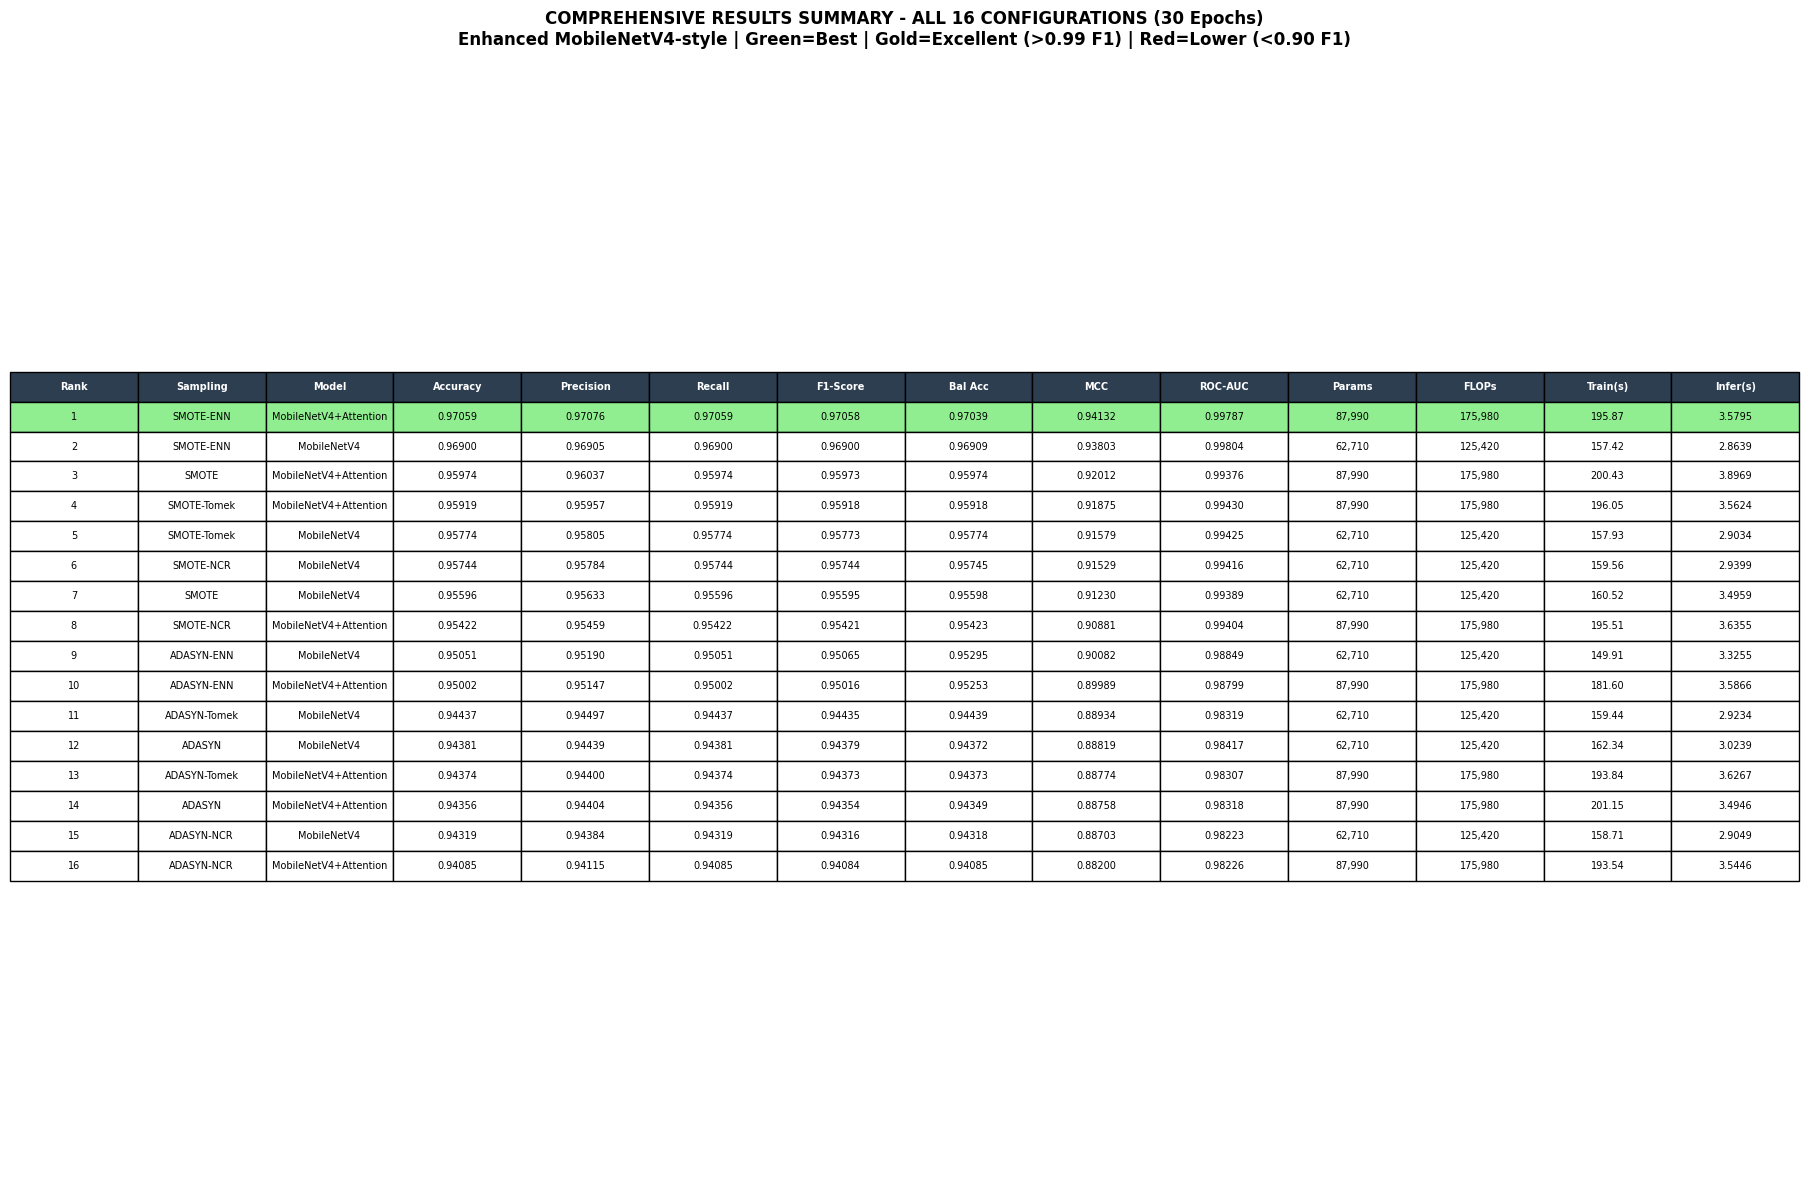 COMPREHENSIVE RESULTS SUMMARY - ALL 16 CONFIGURATIONS (30 Epochs)
Enhanced MobileNetV4-style | Green=Best | Gold=Excellent (>0.99 F1) | Red=Lower (<0.90 F1)
Rank Sampling Model Accuracy Precision Recall F1-Score Bal Acc MCC ROC-AUC Params FLOPs Train(s) Infer(s)
1 SMOTE-ENN MobileNetV4+Attention 0.97059 0.97076 0.97059 0.97058 0.97039 0.94132 0.99787 87,990 175,980 195.87 3.5795
2 SMOTE-ENN MobileNetV4 0.96900 0.96905 0.96900 0.96900 0.96909 0.93803 0.99804 62,710 125,420 157.42 2.8639
3 SMOTE MobileNetV4+Attention 0.95974 0.96037 0.95974 0.95973 0.95974 0.92012 0.99376 87,990 175,980 200.43 3.8969
4 SMOTE-Tomek MobileNetV4+Attention 0.95919 0.95957 0.95919 0.95918 0.95918 0.91875 0.99430 87,990 175,980 196.05 3.5624
5 SMOTE-Tomek MobileNetV4 0.95774 0.95805 0.95774 0.95773 0.95774 0.91579 0.99425 62,710 125,420 157.93 2.9034
6 SMOTE-NCR MobileNetV4 0.95744 0.95784 0.95744 0.95744 0.95745 0.91529 0.99416 62,710 125,420 159.56 2.9399
7 SMOTE MobileNetV4 0.95596 0.95633 0.95596 0.95595 0.95598 0.91230 0.99389 62,710 125,420 160.52 3.4959
8 SMOTE-NCR MobileNetV4+Attention 0.95422 0.95459 0.95422 0.95421 0.95423 0.90881 0.99404 87,990 175,980 195.51 3.6355
9 ADASYN-ENN MobileNetV4 0.95051 0.95190 0.95051 0.95065 0.95295 0.90082 0.98849 62,710 125,420 149.91 3.3255
10 ADASYN-ENN MobileNetV4+Attention 0.95002 0.95147 0.95002 0.95016 0.95253 0.89989 0.98799 87,990 175,980 181.60 3.5866
11 ADASYN-Tomek MobileNetV4 0.94437 0.94497 0.94437 0.94435 0.94439 0.88934 0.98319 62,710 125,420 159.44 2.9234
12 ADASYN MobileNetV4 0.94381 0.94439 0.94381 0.94379 0.94372 0.88819 0.98417 62,710 125,420 162.34 3.0239
13 ADASYN-Tomek MobileNetV4+Attention 0.94374 0.94400 0.94374 0.94373 0.94373 0.88774 0.98307 87,990 175,980 193.84 3.6267
14 ADASYN MobileNetV4+Attention 0.94356 0.94404 0.94356 0.94354 0.94349 0.88758 0.98318 87,990 175,980 201.15 3.4946
15 ADASYN-NCR MobileNetV4 0.94319 0.94384 0.94319 0.94316 0.94318 0.88703 0.98223 62,710 125,420 158.71 2.9049
16 ADASYN-NCR MobileNetV4+Attention 0.94085 0.94115 0.94085 0.94084 0.94085 0.88200 0.98226 87,990 175,980 193.54 3.5446